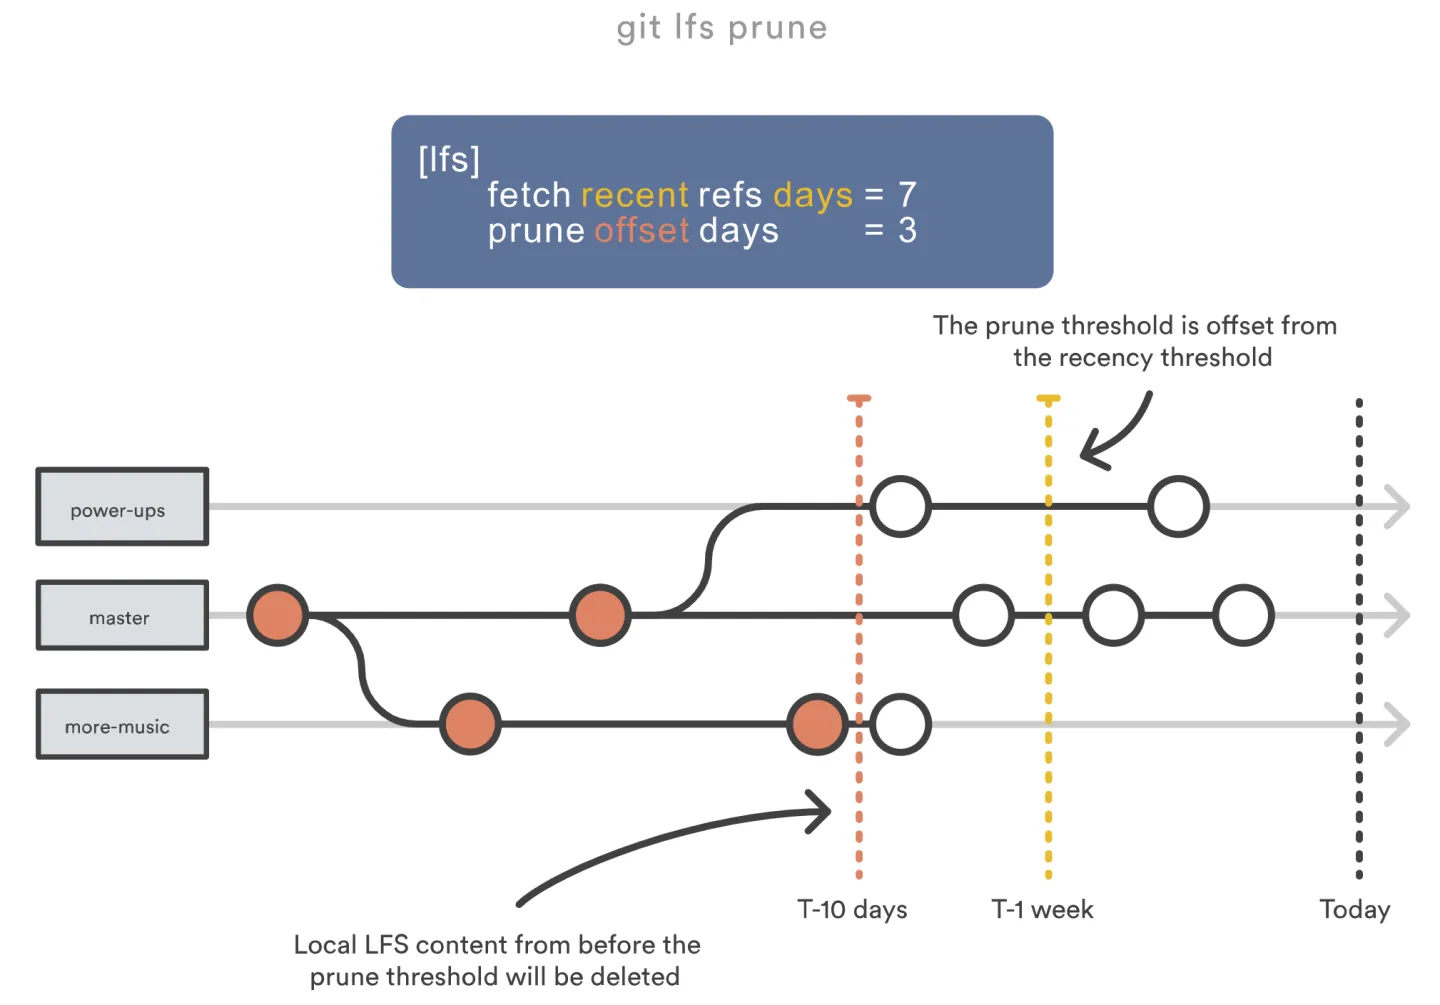 git lfs prune
[lfs]
fetch recent refs days = 7
prune offset days = 3
The prune threshold is offset from
the recency threshold
power-ups
master
more-music
T-10 days
T-1 week
Today
Local LFS content from before the
prune threshold will be deleted